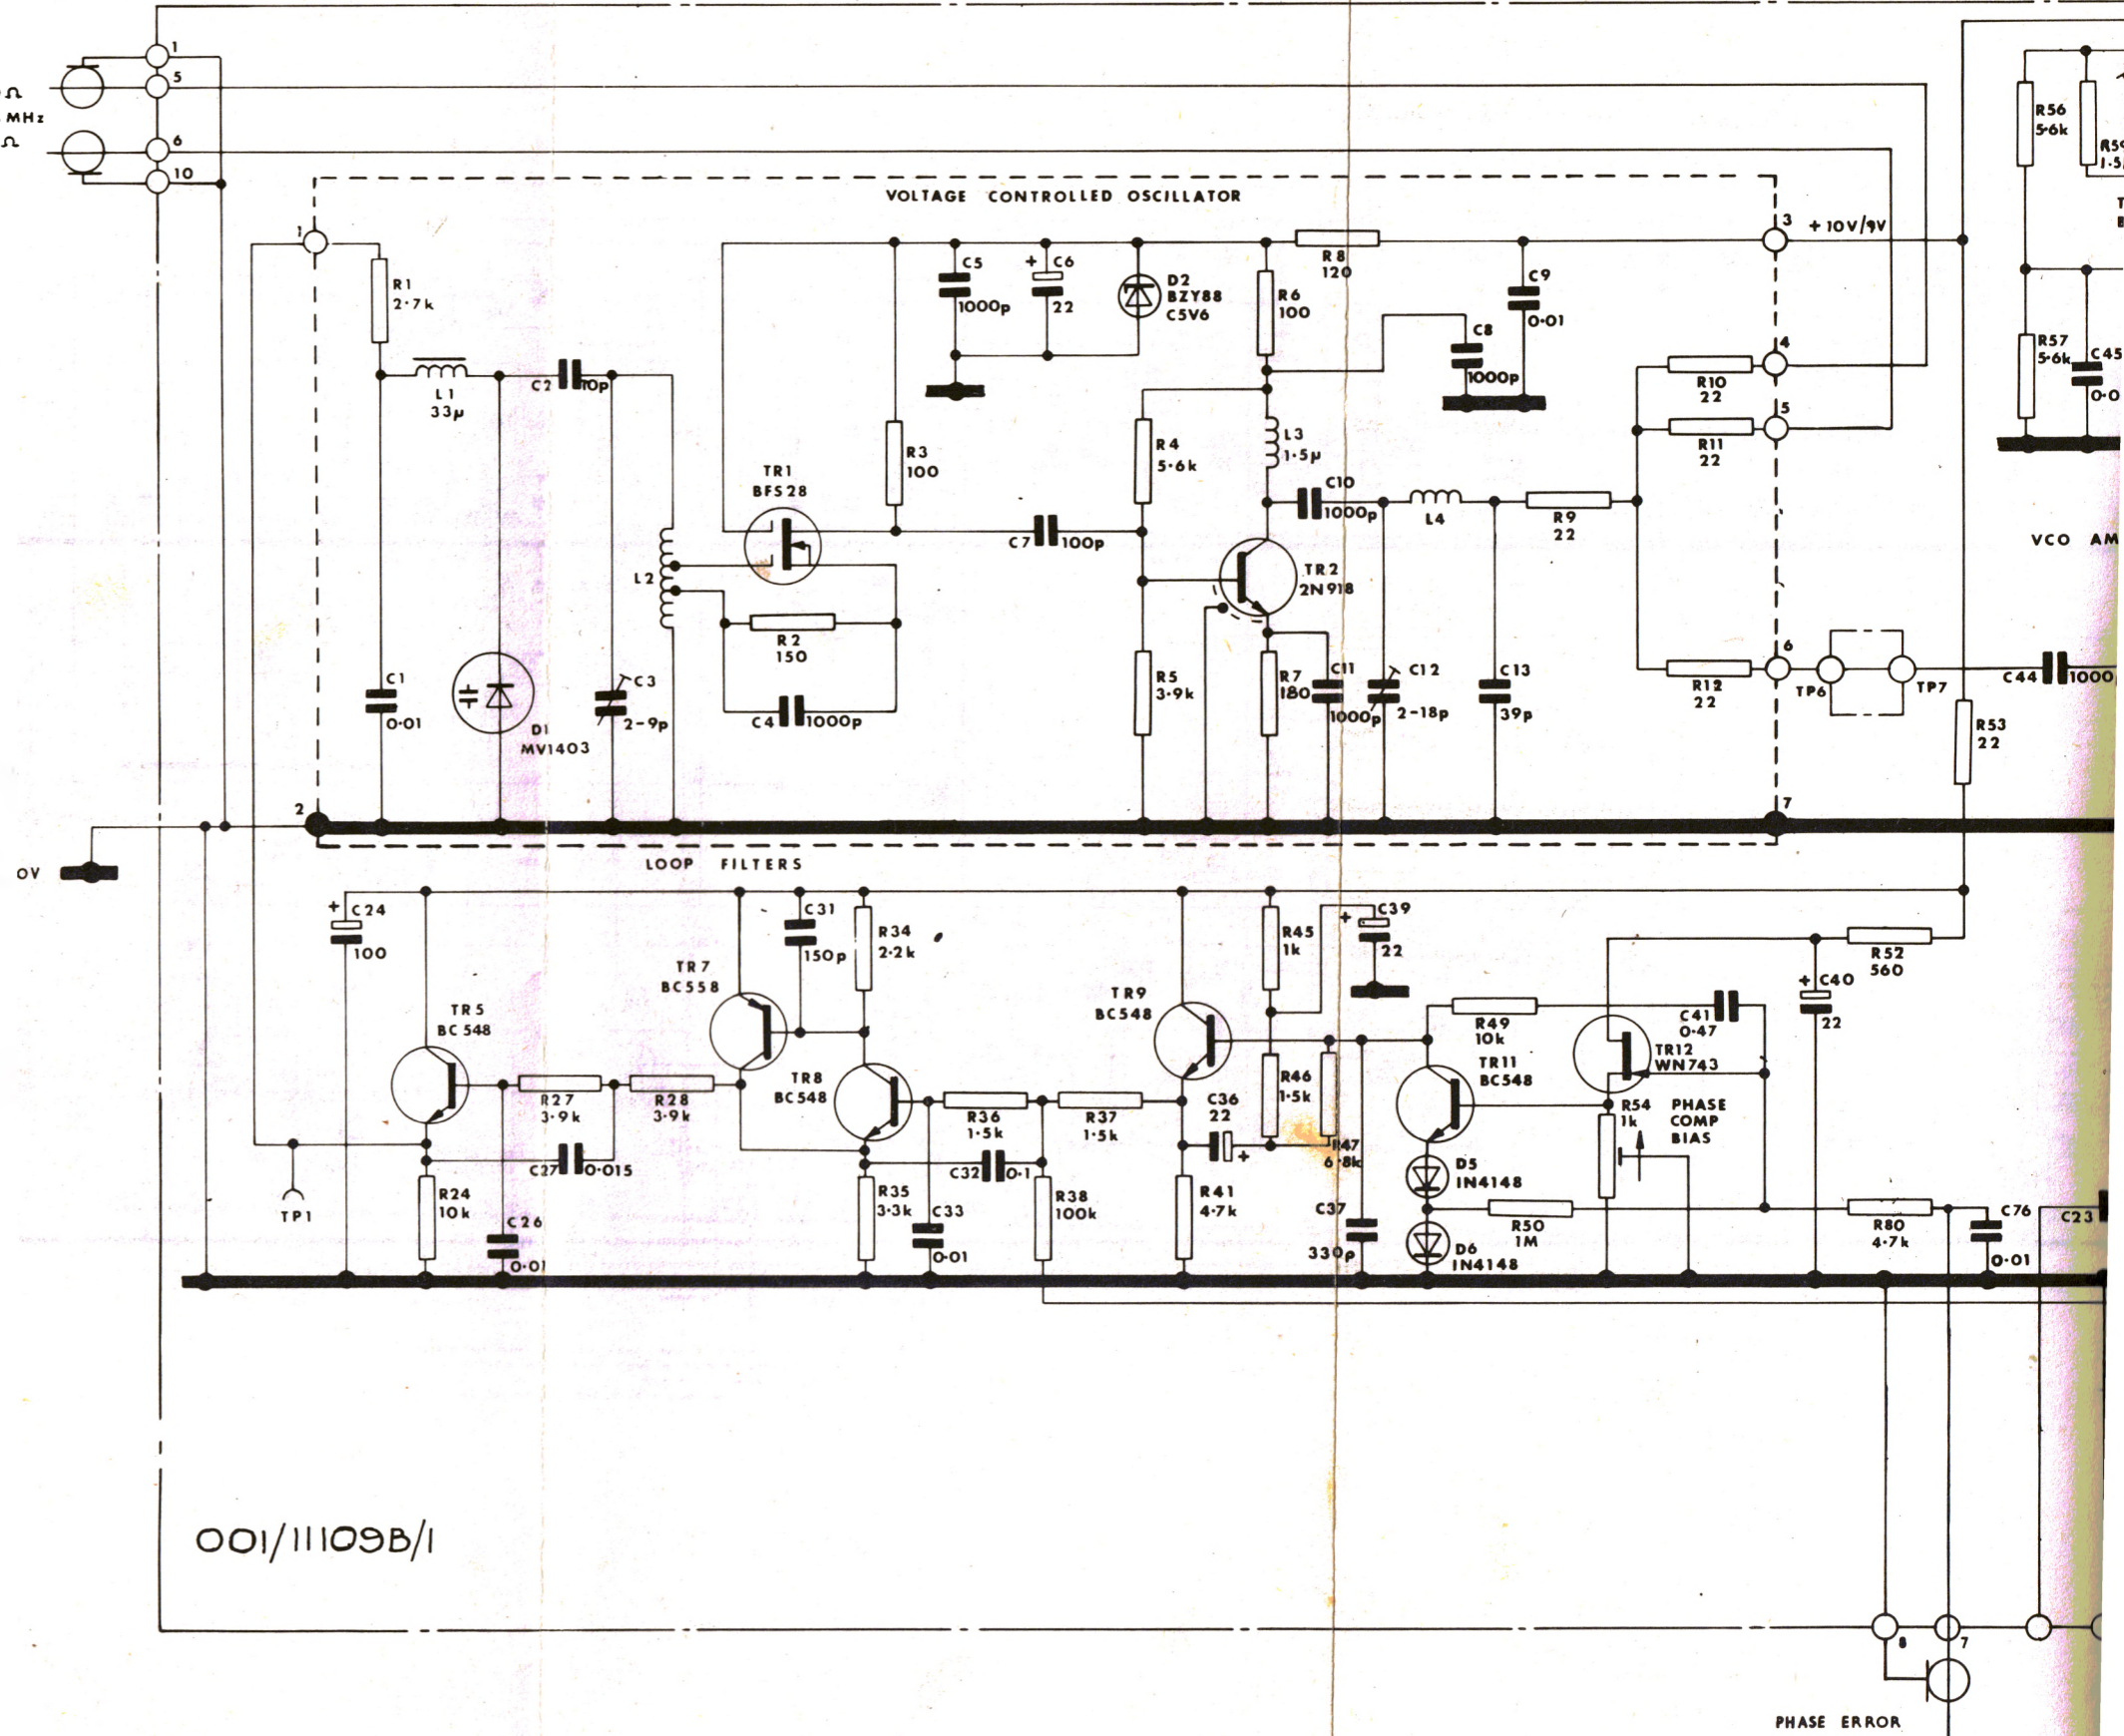 Ω
MHz
Ω
1
5
6
10
VOLTAGE CONTROLLED OSCILLATOR
1
R1
2·7k
L1
33μ
C2
10p
C1
0·01
D1
MV1403
C3
2-9p
L2
TR1
BFS28
R2
150
C4
1000p
R3
100
C5
1000p
+
C6
22
D2
BZY88
C5V6
C7
100p
R4
5·6k
R5
3·9k
R6
100
R8
120
L3
1·5μ
C8
1000p
C9
0·01
C10
1000p
L4
TR2
2N918
R7
180
C11
1000p
C12
2-18p
C13
39p
R9
22
R10
22
R11
22
R12
22
3
+10V/9V
4
5
6
TP6
TP7
7
2
0V
R56
5·6k
R57
5·6k
C45
VCO AM
C44
1000
R53
22
LOOP FILTERS
+
C24
100
TR5
BC548
R27
3·9k
R28
3·9k
C27
0·015
TP1
R24
10k
C26
0·01
TR7
BC558
C31
150p
R34
2·2k
TR8
BC548
R36
1·5k
R37
1·5k
C32
0·1
R35
3·3k
C33
0·01
R38
100k
TR9
BC548
C36
22
+
R41
4·7k
R45
1k
R46
1·5k
R47
6·8k
+
C39
22
C37
330p
R49
10k
TR11
BC548
D5
IN4148
D6
IN4148
R50
1M
C41
0·47
TR12
WN743
R54
1k
PHASE
COMP
BIAS
R52
560
+
C40
22
R80
4·7k
C76
0·01
C23
001/11109B/1
8
7
PHASE ERROR